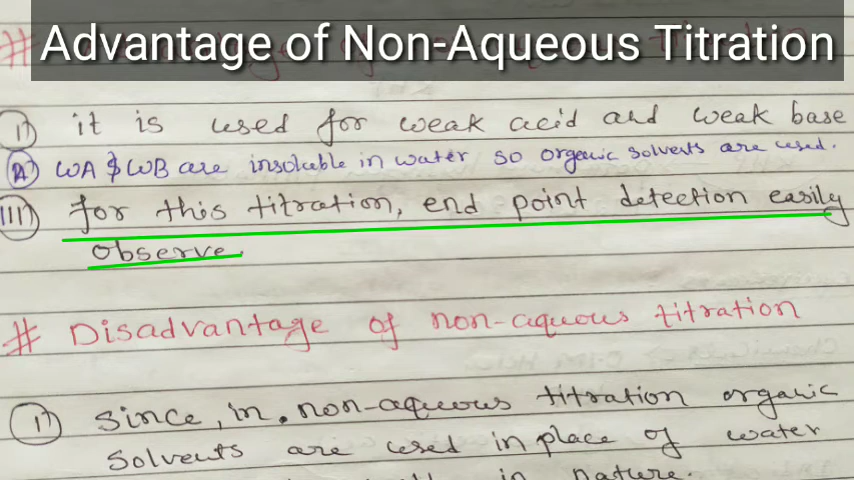 Advantage of Non-Aqueous Titration
#
I) it is used for weak acid and weak base
II) WA & WB are insoluble in water so organic solvents are used.
III) for this titration, end point detection easily
observe.
# Disadvantage of non-aquous titration
I) Since, in. non-aqueous titration organic
solvents are used in place of water
in nature.